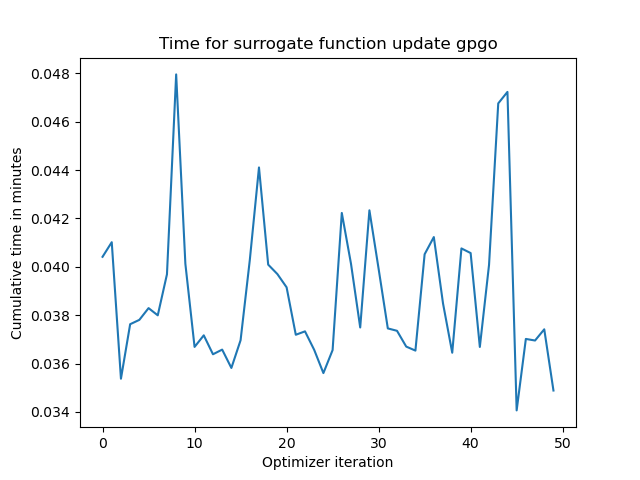 Time for surrogate function update gpgo
Cumulative time in minutes
0.048
0.046
0.044
0.042
0.040
0.038
0.036
0.034
0 10 20 30 40 50
Optimizer iteration